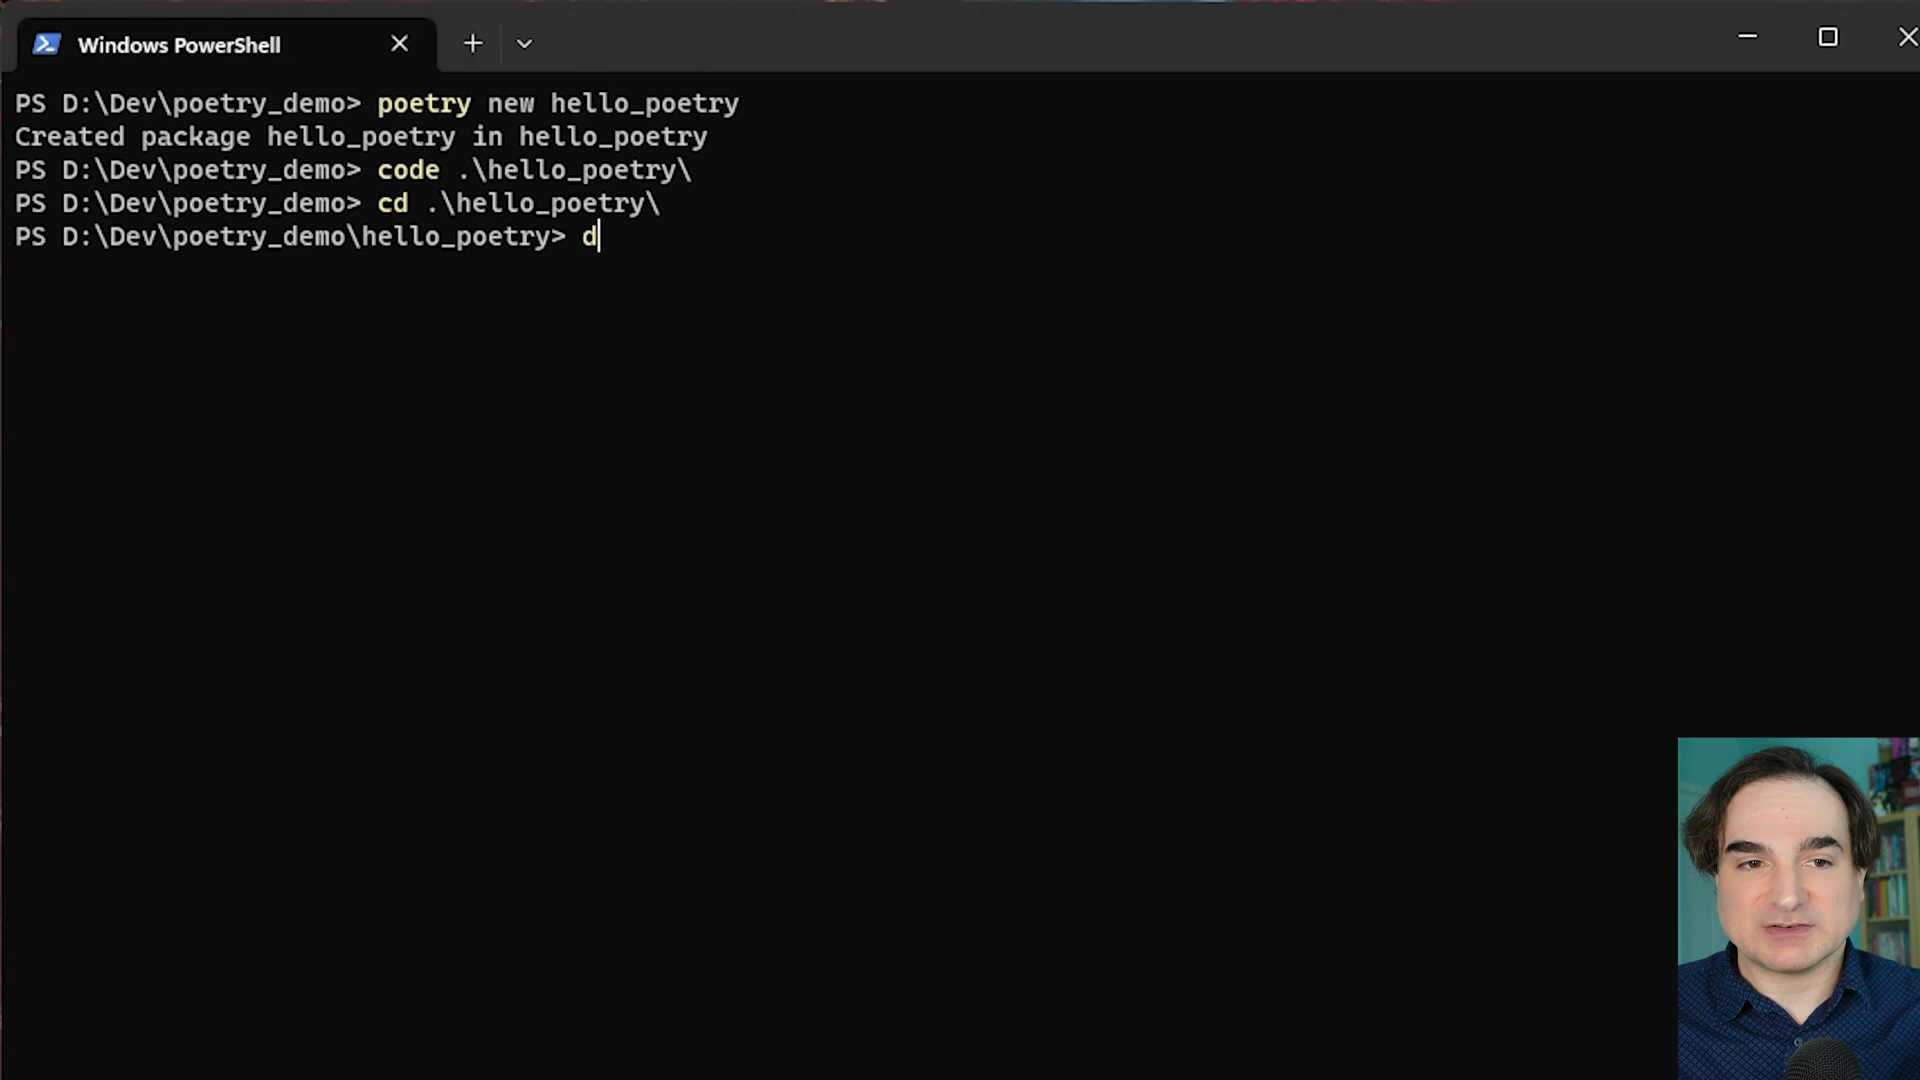 Windows PowerShell
PS D:\Dev\poetry_demo> poetry new hello_poetry
Created package hello_poetry in hello_poetry
PS D:\Dev\poetry_demo> code .\hello_poetry\
PS D:\Dev\poetry_demo> cd .\hello_poetry\
PS D:\Dev\poetry_demo\hello_poetry> d